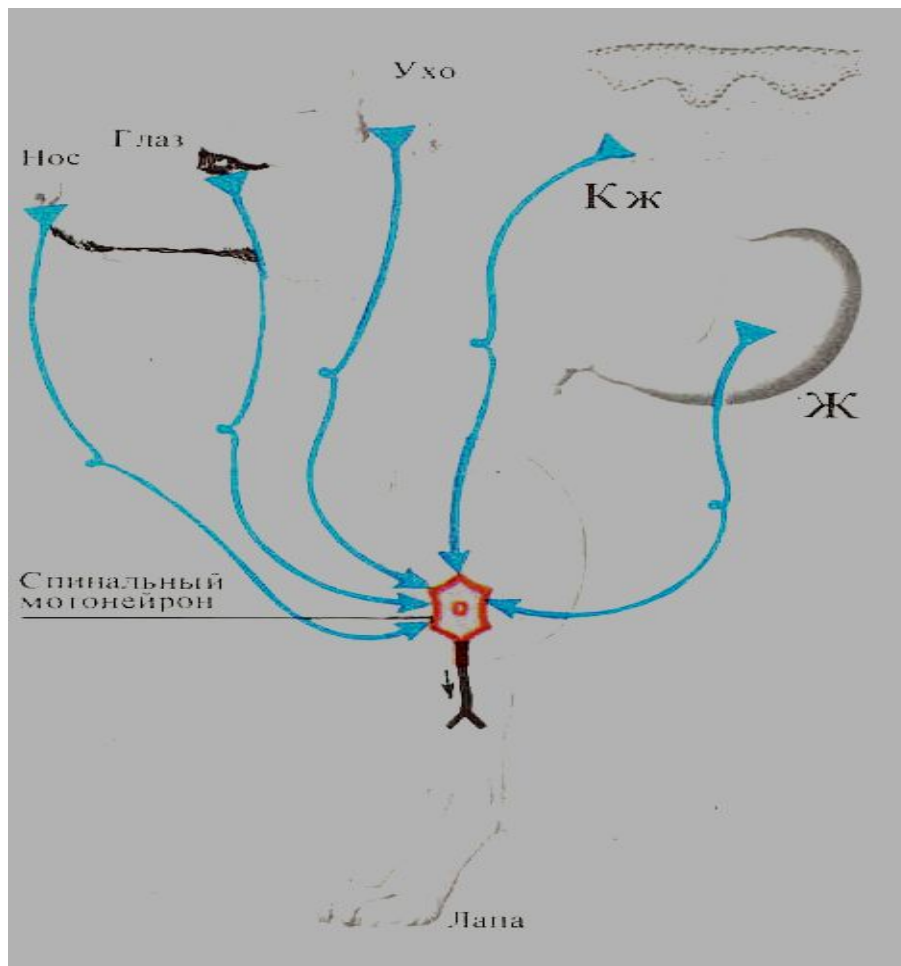 Ухо
Глаз
Нос
Кж
Ж
Спинальный
мотонейрон
Лапа